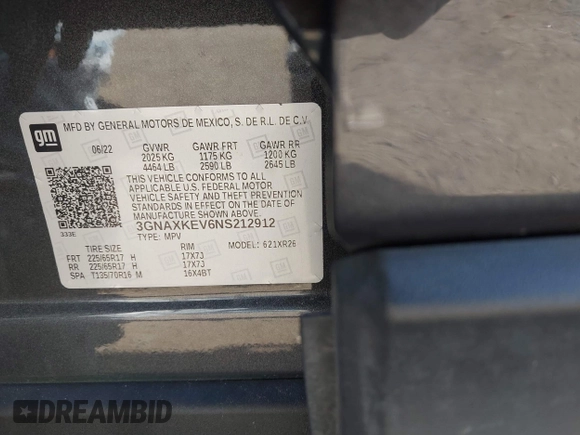 gm
MFD BY GENERAL MOTORS DE MEXICO, S. DE R.L. DE C.V.
06/22 GVWR GAWR FRT GAWR RR
2025 KG 1175 KG 1200 KG
4464 LB 2590 LB 2645 LB
THIS VEHICLE CONFORMS TO ALL
APPLICABLE U.S. FEDERAL MOTOR
VEHICLE SAFETY AND THEFT PREVENTION
STANDARDS IN EFFECT ON THE DATE OF
MANUFACTURE SHOWN ABOVE.
333E
3GNAXKEV6NS212912
TYPE: MPV MODEL: 621XR26
TIRE SIZE RIM
FRT 225/65R17 H 17X7J
RR 225/65R17 H 17X7J
SPA T135/70R16 M 16X4BT
DREAMBID